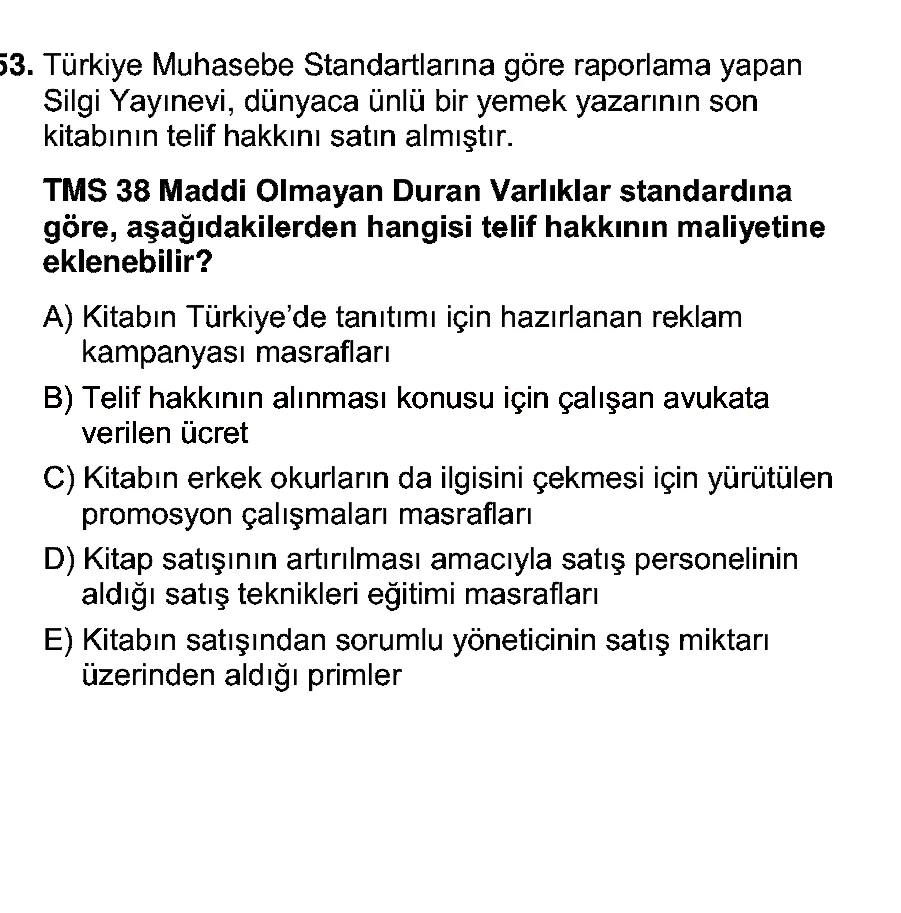 53. Türkiye Muhasebe Standartlarına göre raporlama yapan
Silgi Yayınevi, dünyaca ünlü bir yemek yazarının son
kitabının telif hakkını satın almıştır.
TMS 38 Maddi Olmayan Duran Varlıklar standardına
göre, aşağıdakilerden hangisi telif hakkının maliyetine
eklenebilir?
A) Kitabın Türkiye’de tanıtımı için hazırlanan reklam
kampanyası masrafları
B) Telif hakkının alınması konusu için çalışan avukata
verilen ücret
C) Kitabın erkek okurların da ilgisini çekmesi için yürütülen
promosyon çalışmaları masrafları
D) Kitap satışının artırılması amacıyla satış personelinin
aldığı satış teknikleri eğitimi masrafları
E) Kitabın satışından sorumlu yöneticinin satış miktarı
üzerinden aldığı primler